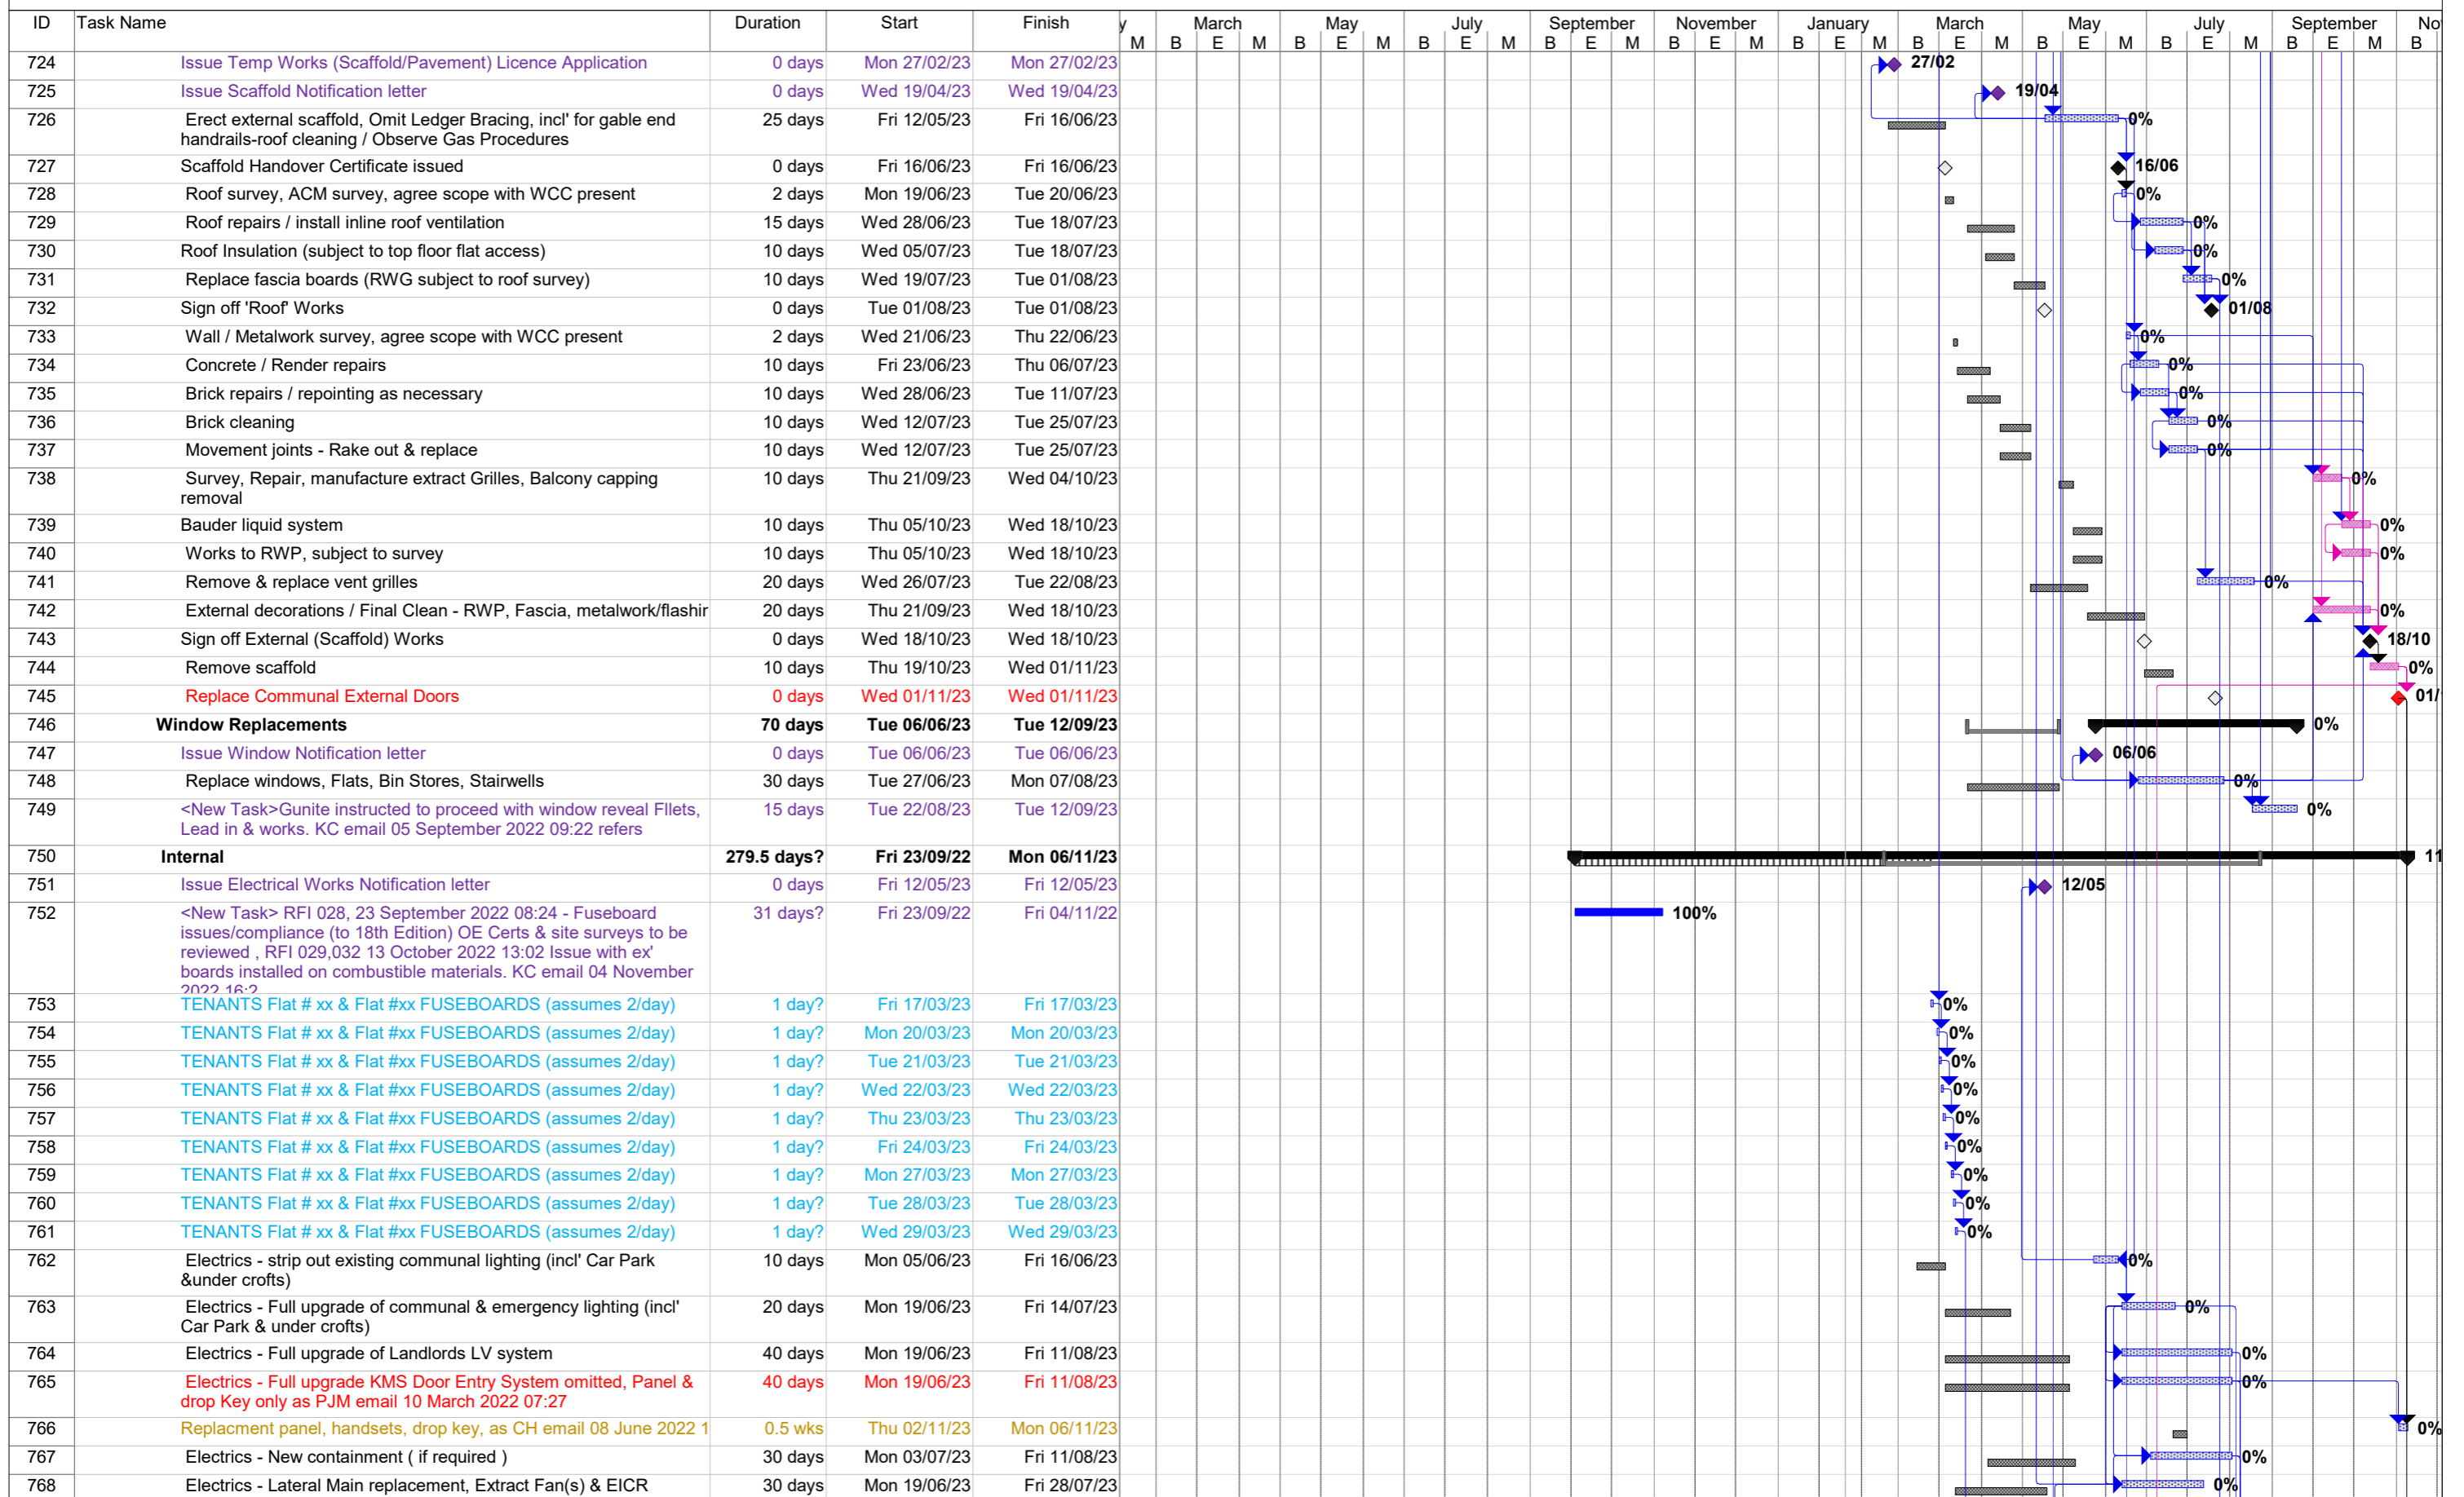 ID Task Name Duration Start Finish March May July September November January March May July September
M B E M B E M B E M B E M B E M B E M B E M B E M B E M B E M B
724 Issue Temp Works (Scaffold/Pavement) Licence Application 0 days Mon 27/02/23 Mon 27/02/23 27/02
725 Issue Scaffold Notification letter 0 days Wed 19/04/23 Wed 19/04/23 19/04
726 Erect external scaffold, Omit Ledger Bracing, incl' for gable end 25 days Fri 12/05/23 Fri 16/06/23 0%
handrails-roof cleaning / Observe Gas Procedures
727 Scaffold Handover Certificate issued 0 days Fri 16/06/23 Fri 16/06/23 16/06
728 Roof survey, ACM survey, agree scope with WCC present 2 days Mon 19/06/23 Tue 20/06/23 0%
729 Roof repairs / install inline roof ventilation 15 days Wed 28/06/23 Tue 18/07/23 0%
730 Roof Insulation (subject to top floor flat access) 10 days Wed 05/07/23 Tue 18/07/23 0%
731 Replace fascia boards (RWG subject to roof survey) 10 days Wed 19/07/23 Tue 01/08/23 0%
732 Sign off 'Roof' Works 0 days Tue 01/08/23 Tue 01/08/23 01/08
733 Wall / Metalwork survey, agree scope with WCC present 2 days Wed 21/06/23 Thu 22/06/23 0%
734 Concrete / Render repairs 10 days Fri 23/06/23 Thu 06/07/23 0%
735 Brick repairs / repointing as necessary 10 days Wed 28/06/23 Tue 11/07/23 0%
736 Brick cleaning 10 days Wed 12/07/23 Tue 25/07/23 0%
737 Movement joints - Rake out & replace 10 days Wed 12/07/23 Tue 25/07/23 0%
738 Survey, Repair, manufacture extract Grilles, Balcony capping 10 days Thu 21/09/23 Wed 04/10/23 0%
removal
739 Bauder liquid system 10 days Thu 05/10/23 Wed 18/10/23 0%
740 Works to RWP, subject to survey 10 days Thu 05/10/23 Wed 18/10/23 0%
741 Remove & replace vent grilles 20 days Wed 26/07/23 Tue 22/08/23 0%
742 External decorations / Final Clean - RWP, Fascia, metalwork/flashir 20 days Thu 21/09/23 Wed 18/10/23 0%
743 Sign off External (Scaffold) Works 0 days Wed 18/10/23 Wed 18/10/23 18/10
744 Remove scaffold 10 days Thu 19/10/23 Wed 01/11/23 0%
745 Replace Communal External Doors 0 days Wed 01/11/23 Wed 01/11/23 01/
746 Window Replacements 70 days Tue 06/06/23 Tue 12/09/23 0%
747 Issue Window Notification letter 0 days Tue 06/06/23 Tue 06/06/23 06/06
748 Replace windows, Flats, Bin Stores, Stairwells 30 days Tue 27/06/23 Mon 07/08/23 0%
749 <New Task>Gunite instructed to proceed with window reveal Fllets, 15 days Tue 22/08/23 Tue 12/09/23 0%
Lead in & works. KC email 05 September 2022 09:22 refers
750 Internal 279.5 days? Fri 23/09/22 Mon 06/11/23 11
751 Issue Electrical Works Notification letter 0 days Fri 12/05/23 Fri 12/05/23 12/05
752 <New Task> RFI 028, 23 September 2022 08:24 - Fuseboard 31 days? Fri 23/09/22 Fri 04/11/22 100%
issues/compliance (to 18th Edition) OE Certs & site surveys to be
reviewed , RFI 029,032 13 October 2022 13:02 Issue with ex'
boards installed on combustible materials. KC email 04 November
2022 16:2
753 TENANTS Flat # xx & Flat #xx FUSEBOARDS (assumes 2/day) 1 day? Fri 17/03/23 Fri 17/03/23 0%
754 TENANTS Flat # xx & Flat #xx FUSEBOARDS (assumes 2/day) 1 day? Mon 20/03/23 Mon 20/03/23 0%
755 TENANTS Flat # xx & Flat #xx FUSEBOARDS (assumes 2/day) 1 day? Tue 21/03/23 Tue 21/03/23 0%
756 TENANTS Flat # xx & Flat #xx FUSEBOARDS (assumes 2/day) 1 day? Wed 22/03/23 Wed 22/03/23 0%
757 TENANTS Flat # xx & Flat #xx FUSEBOARDS (assumes 2/day) 1 day? Thu 23/03/23 Thu 23/03/23 0%
758 TENANTS Flat # xx & Flat #xx FUSEBOARDS (assumes 2/day) 1 day? Fri 24/03/23 Fri 24/03/23 0%
759 TENANTS Flat # xx & Flat #xx FUSEBOARDS (assumes 2/day) 1 day? Mon 27/03/23 Mon 27/03/23 0%
760 TENANTS Flat # xx & Flat #xx FUSEBOARDS (assumes 2/day) 1 day? Tue 28/03/23 Tue 28/03/23 0%
761 TENANTS Flat # xx & Flat #xx FUSEBOARDS (assumes 2/day) 1 day? Wed 29/03/23 Wed 29/03/23 0%
762 Electrics - strip out existing communal lighting (incl' Car Park 10 days Mon 05/06/23 Fri 16/06/23 0%
&under crofts)
763 Electrics - Full upgrade of communal & emergency lighting (incl' 20 days Mon 19/06/23 Fri 14/07/23 0%
Car Park & under crofts)
764 Electrics - Full upgrade of Landlords LV system 40 days Mon 19/06/23 Fri 11/08/23 0%
765 Electrics - Full upgrade KMS Door Entry System omitted, Panel & 40 days Mon 19/06/23 Fri 11/08/23 0%
drop Key only as PJM email 10 March 2022 07:27
766 Replacment panel, handsets, drop key, as CH email 08 June 2022 1 0.5 wks Thu 02/11/23 Mon 06/11/23 0%
767 Electrics - New containment ( if required ) 30 days Mon 03/07/23 Fri 11/08/23 0%
768 Electrics - Lateral Main replacement, Extract Fan(s) & EICR 30 days Mon 19/06/23 Fri 28/07/23 0%